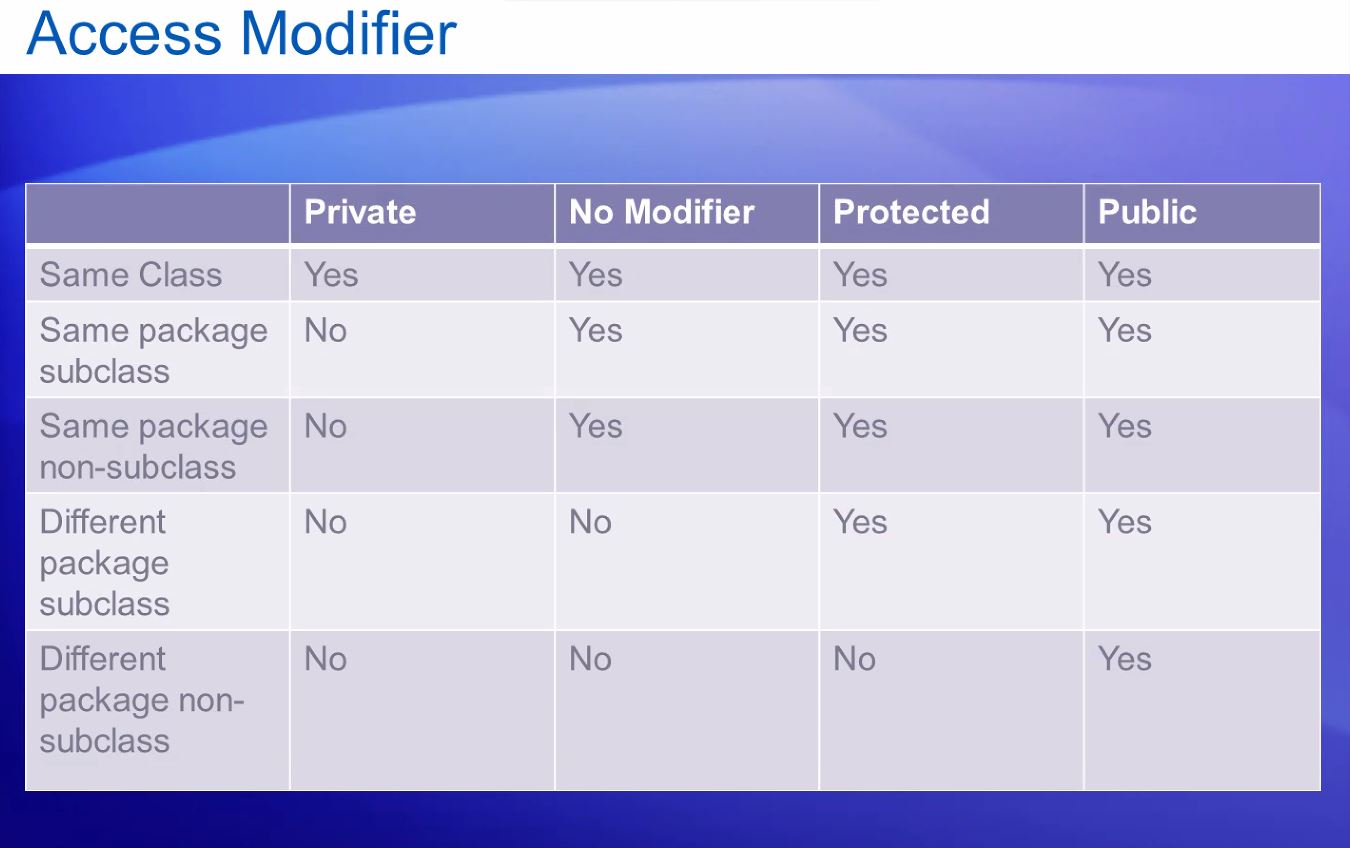 Access Modifier
Private No Modifier Protected Public
Same Class Yes Yes Yes Yes
Same package No Yes Yes Yes
subclass
Same package No Yes Yes Yes
non-subclass
Different No No Yes Yes
package
subclass
Different No No No Yes
package non-
subclass